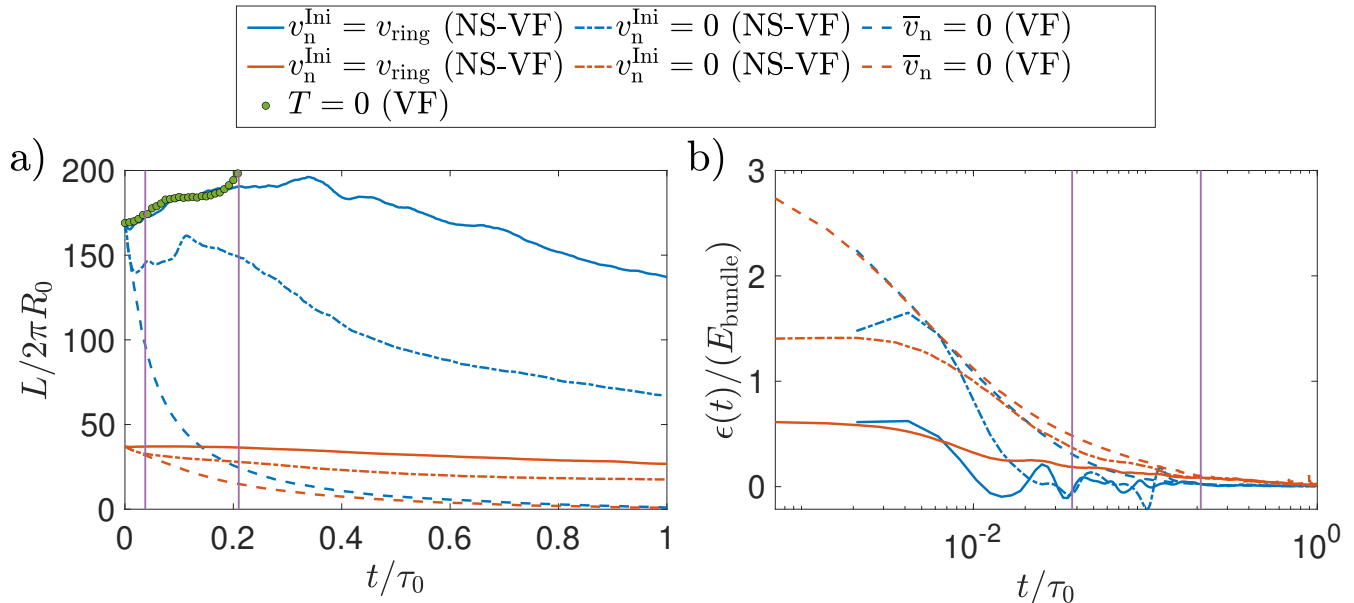 v_n^Ini = v_ring (NS-VF) v_n^Ini = 0 (NS-VF) v̅_n = 0 (VF)
v_n^Ini = v_ring (NS-VF) v_n^Ini = 0 (NS-VF) v̅_n = 0 (VF)
T = 0 (VF)
a)
200
150
100
50
0
L/2πR_0
0 0.2 0.4 0.6 0.8 1
t/τ_0
b)
3
2
1
0
ϵ(t)/(E_bundle)
10^-2 10^0
t/τ_0